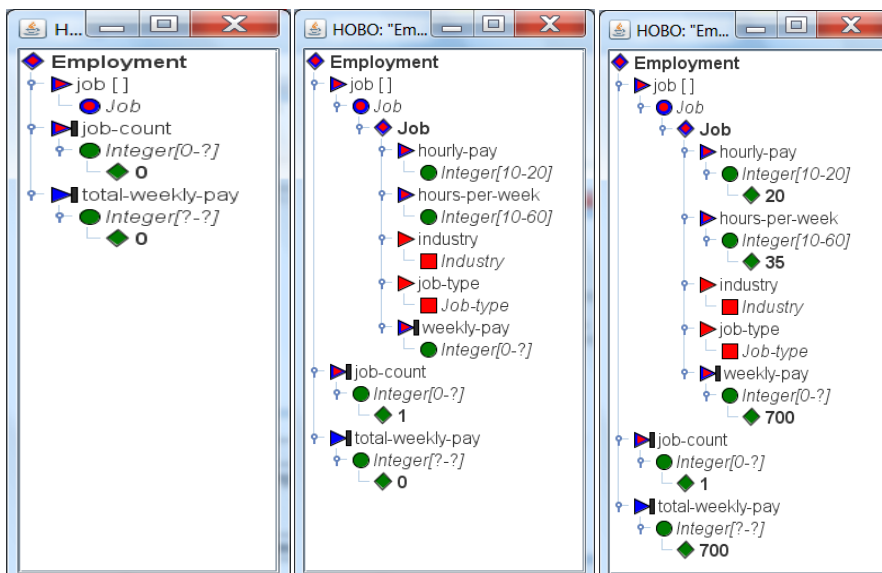 H...
Employment
job [ ]
Job
job-count
Integer[0-?]
0
total-weekly-pay
Integer[?-?]
0
HOBO: "Em...
Employment
job [ ]
Job
Job
hourly-pay
Integer[10-20]
hours-per-week
Integer[10-60]
industry
Industry
job-type
Job-type
weekly-pay
Integer[0-?]
job-count
Integer[0-?]
1
total-weekly-pay
Integer[?-?]
0
HOBO: "Em...
Employment
job [ ]
Job
Job
hourly-pay
Integer[10-20]
20
hours-per-week
Integer[10-60]
35
industry
Industry
job-type
Job-type
weekly-pay
Integer[0-?]
700
job-count
Integer[0-?]
1
total-weekly-pay
Integer[?-?]
700